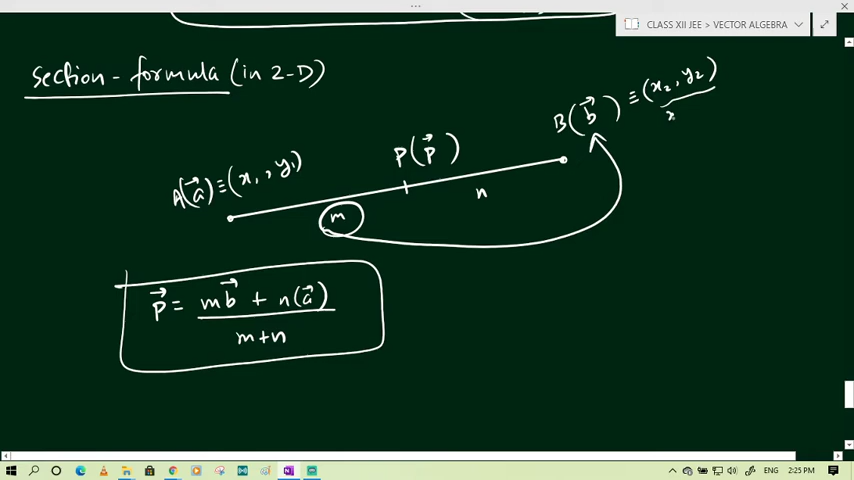 CLASS XII JEE > VECTOR ALGEBRA
Section - formula (in 2-D)
B(b⃗) ≡ (x₂, y₂)
x
P(p⃗)
A(a⃗) ≡ (x₁, y₁)
m
n
p⃗ = (mb⃗ + n(a⃗))/(m+n)
ENG 2:25 PM